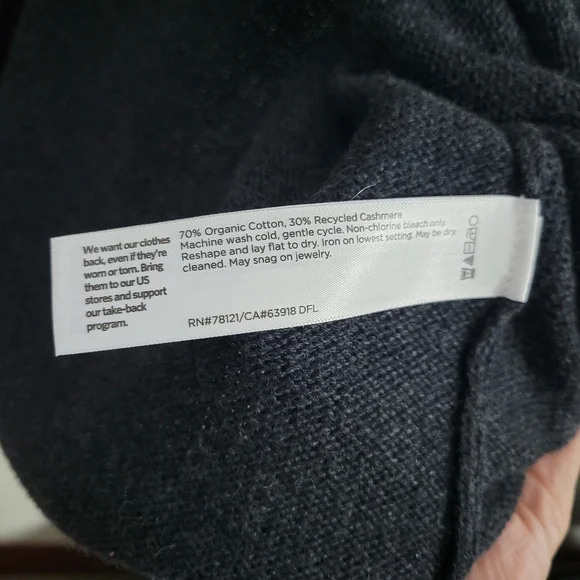 We want our clothes
back, even if they're
worn or torn. Bring
them to our US
stores and support
our take-back
program.
70% Organic Cotton, 30% Recycled Cashmere
Machine wash cold, gentle cycle. Non-chlorine bleach only.
Reshape and lay flat to dry. Iron on lowest setting. May be dry
cleaned. May snag on jewelry.
RN#78121/CA#63918 DFL